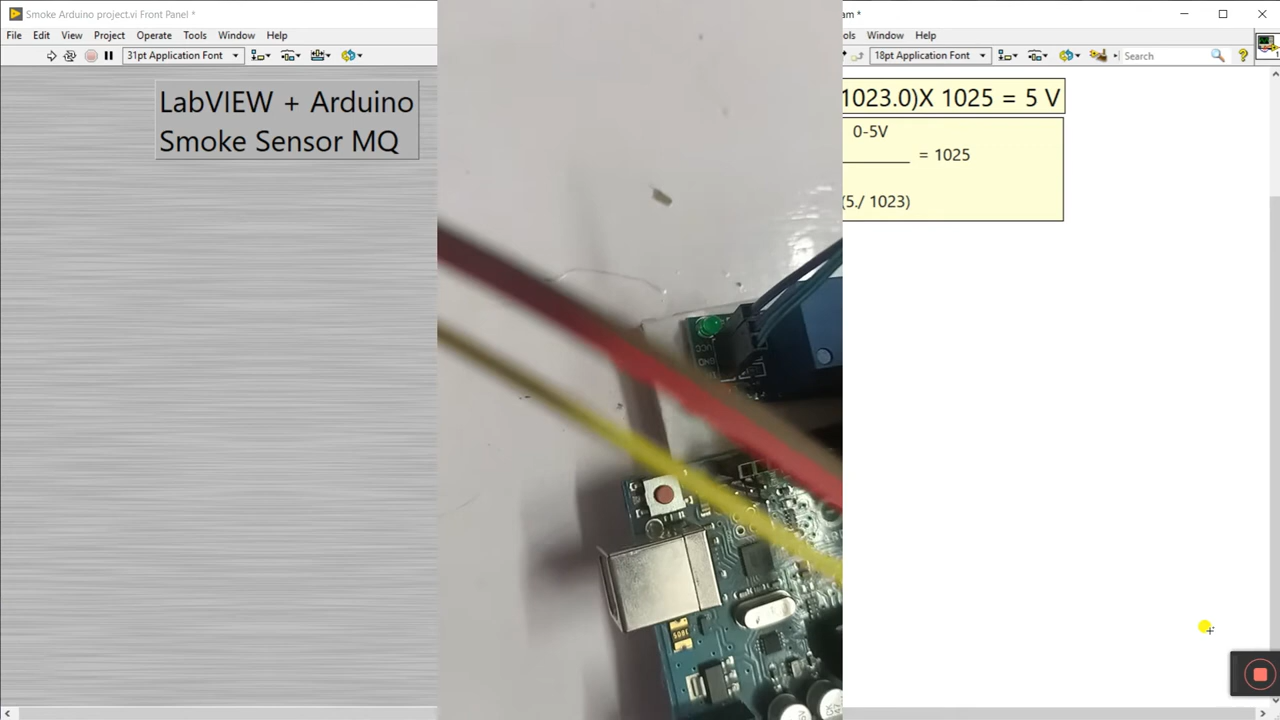 Smoke Arduino project.vi Front Panel *
File Edit View Project Operate Tools Window Help
31pt Application Font
LabVIEW + Arduino
Smoke Sensor MQ
VCC
am *
ols Window Help
18pt Application Font
Search
1023.0)X 1025 = 5 V
0-5V
= 1025
(5./ 1023)